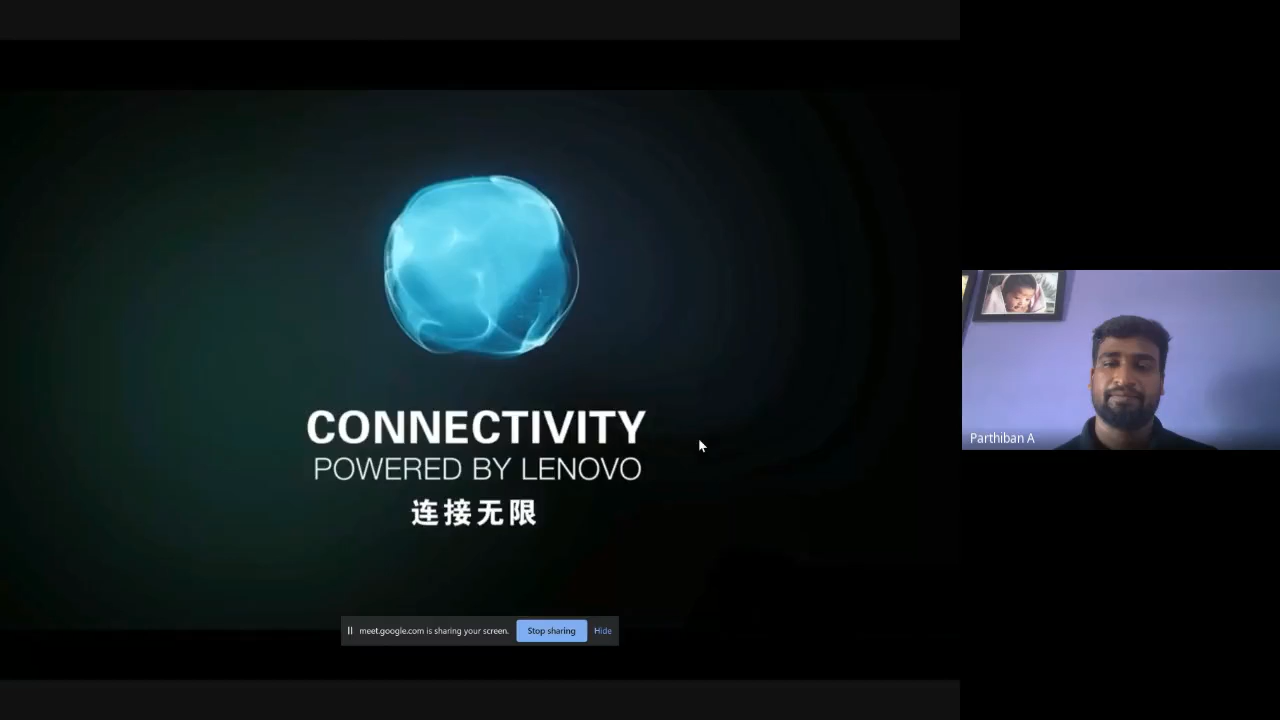 CONNECTIVITY
POWERED BY LENOVO
连接无限
meet.google.com is sharing your screen. Stop sharing Hide
Parthiban A